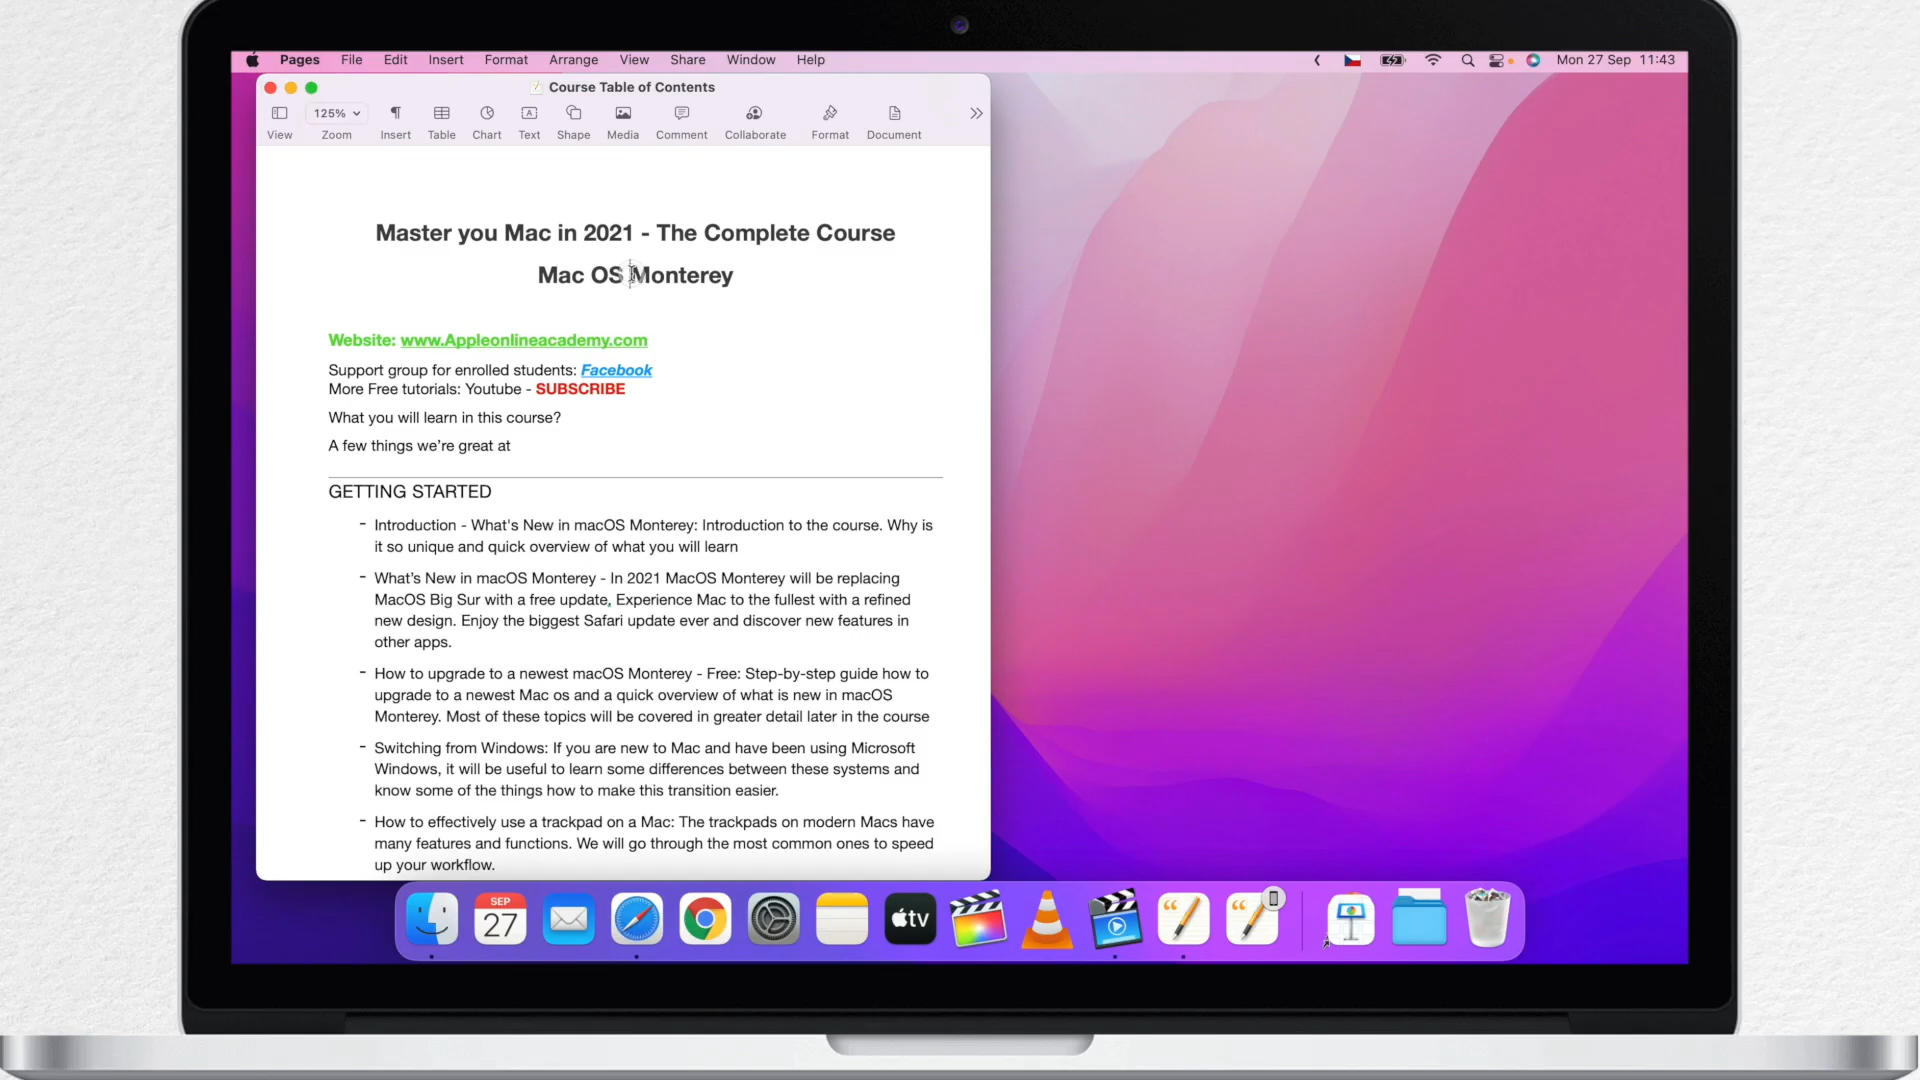 Pages File Edit Insert Format Arrange View Share Window Help Mon 27 Sep 11:43
Course Table of Contents
125%
View Zoom Insert Table Chart Text Shape Media Comment Collaborate Format Document
Master you Mac in 2021 - The Complete Course
Mac OS Monterey
Website: www.Appleonlineacademy.com
Support group for enrolled students: Facebook
More Free tutorials: Youtube - SUBSCRIBE
What you will learn in this course?
A few things we’re great at
GETTING STARTED
- Introduction - What's New in macOS Monterey: Introduction to the course. Why is
it so unique and quick overview of what you will learn
- What’s New in macOS Monterey - In 2021 MacOS Monterey will be replacing
MacOS Big Sur with a free update, Experience Mac to the fullest with a refined
new design. Enjoy the biggest Safari update ever and discover new features in
other apps.
- How to upgrade to a newest macOS Monterey - Free: Step-by-step guide how to
upgrade to a newest Mac os and a quick overview of what is new in macOS
Monterey. Most of these topics will be covered in greater detail later in the course
- Switching from Windows: If you are new to Mac and have been using Microsoft
Windows, it will be useful to learn some differences between these systems and
know some of the things how to make this transition easier.
- How to effectively use a trackpad on a Mac: The trackpads on modern Macs have
many features and functions. We will go through the most common ones to speed
up your workflow.
SEP
27
tv